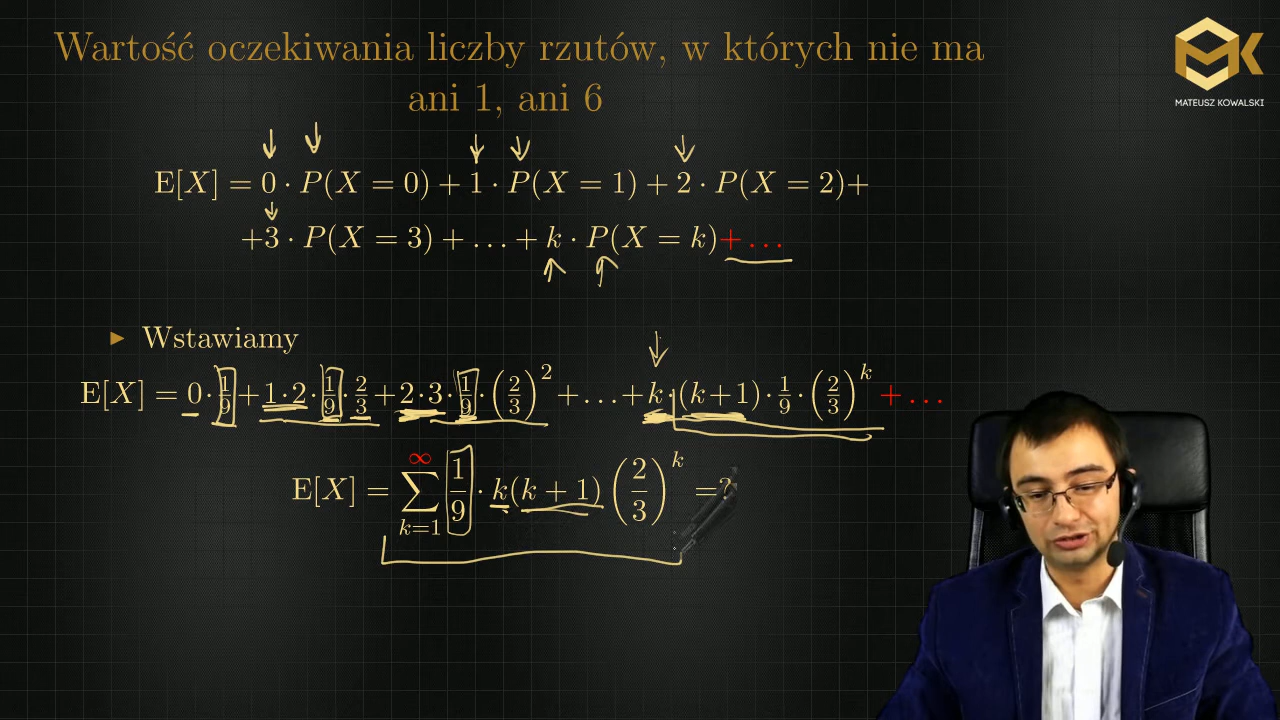 Wartość oczekiwania liczby rzutów, w których nie ma
ani 1, ani 6
MATEUSZ KOWALSKI
E[X] = 0 · P(X = 0) + 1 · P(X = 1) + 2 · P(X = 2)+
+3 · P(X = 3) + … + k · P(X = k)+ …
► Wstawiamy
E[X] = 0·1/9+1·2·1/9·2/3+2·3·1/9·(2/3)^2+…+k·(k+1)·1/9·(2/3)^k+…
E[X] = ∑_{k=1}^{∞} 1/9 · k(k + 1) (2/3)^k =?